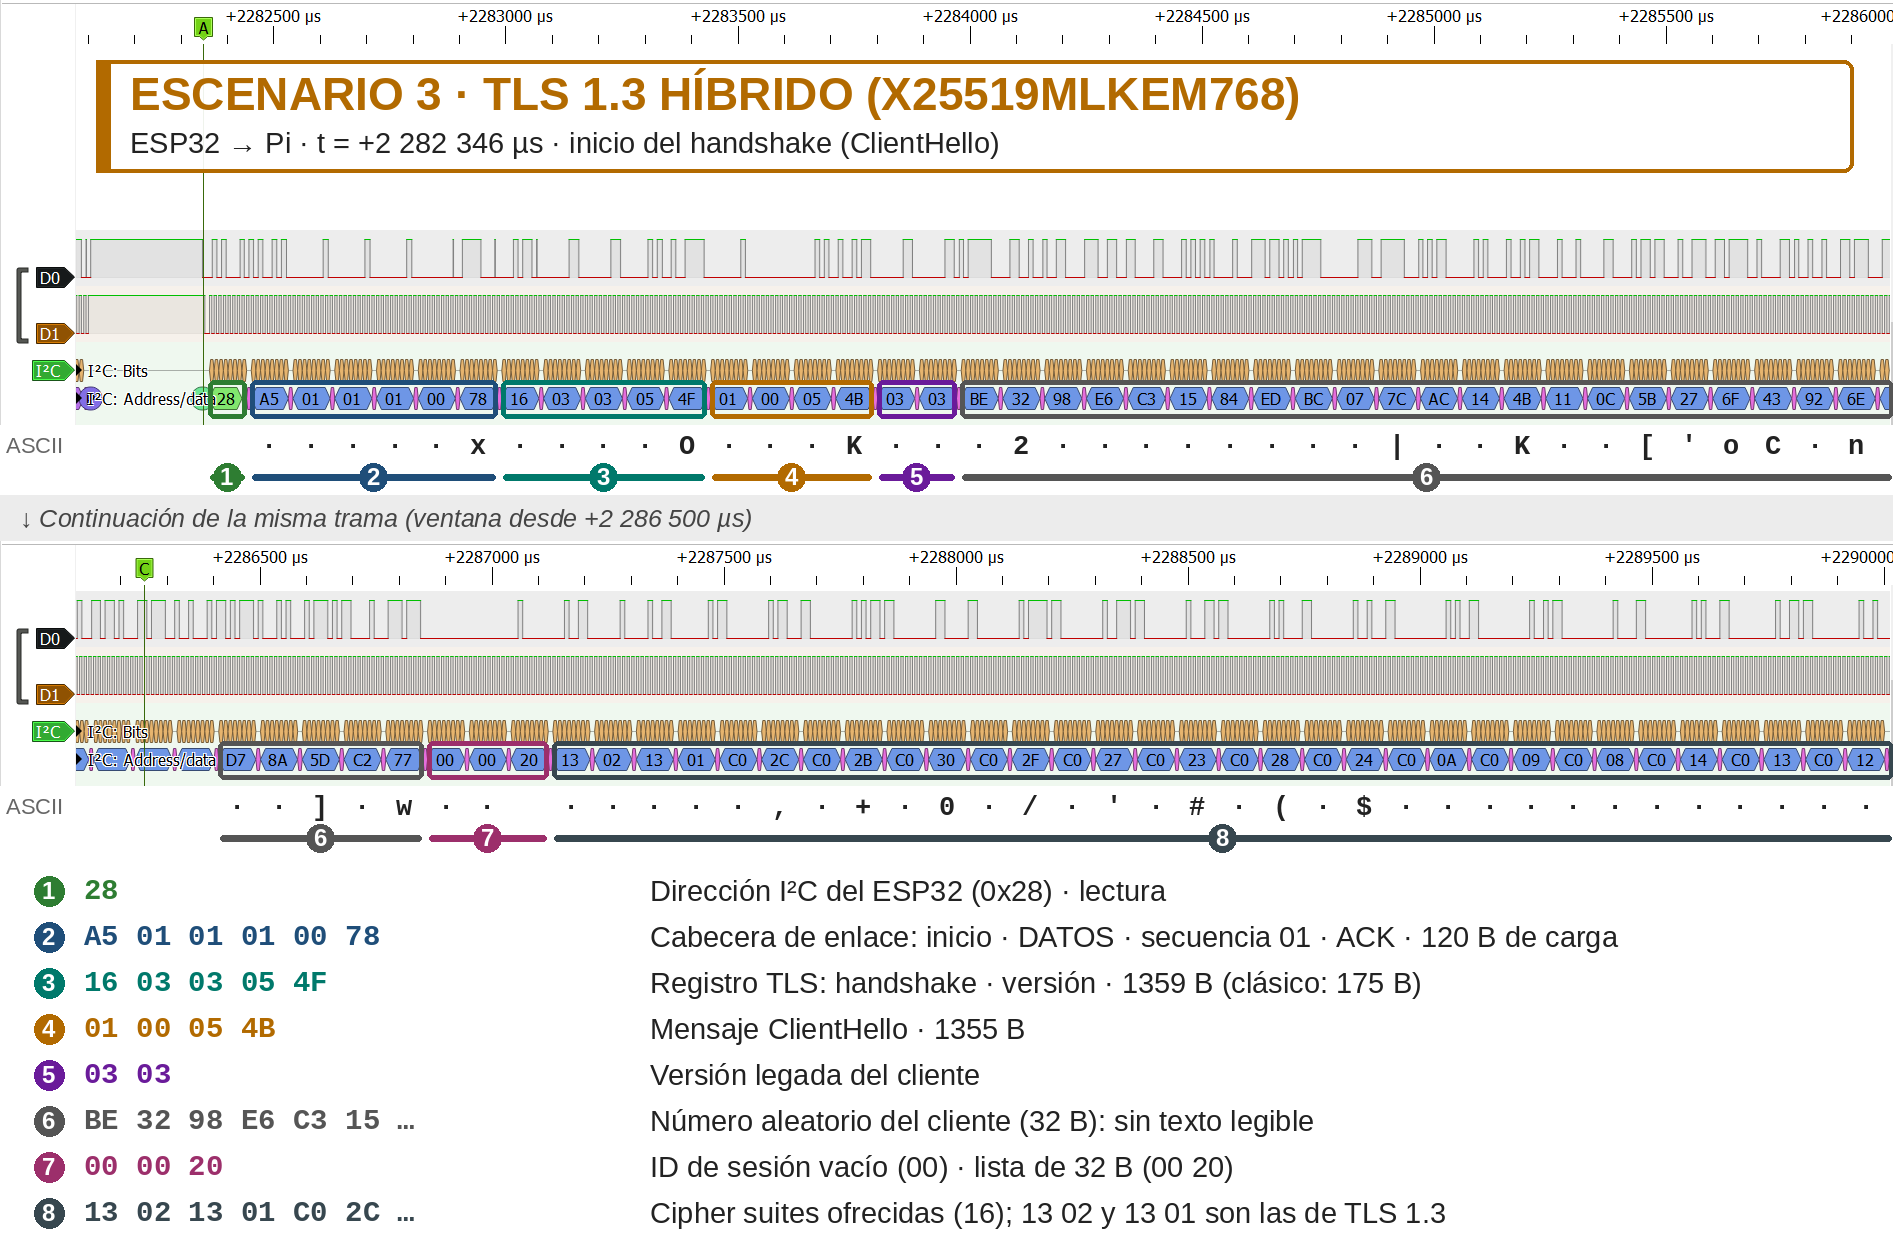 +2282500 µs +2283000 µs +2283500 µs +2284000 µs +2284500 µs +2285000 µs +2285500 µs +2286000
A
ESCENARIO 3 · TLS 1.3 HÍBRIDO (X25519MLKEM768)
ESP32 → Pi · t = +2 282 346 µs · inicio del handshake (ClientHello)
D0
D1
I²C I²C: Bits
I²C: Address/data 28 A5 01 01 01 00 78 16 03 03 05 4F 01 00 05 4B 03 03 BE 32 98 E6 C3 15 84 ED BC 07 7C AC 14 4B 11 0C 5B 27 6F 43 92 6E
ASCII · · · · · x · · · · O · · · K · · · 2 · · · · · · · · | · · K · · [ ' o C · n
1 2 3 4 5 6
↓ Continuación de la misma trama (ventana desde +2 286 500 µs)
+2286500 µs +2287000 µs +2287500 µs +2288000 µs +2288500 µs +2289000 µs +2289500 µs +2290000
C
D0
D1
I²C I²C: Bits
I²C: Address/data D7 8A 5D C2 77 00 00 20 13 02 13 01 C0 2C C0 2B C0 30 C0 2F C0 27 C0 23 C0 28 C0 24 C0 0A C0 09 C0 08 C0 14 C0 13 C0 12
ASCII · · ] · w · · · · · · · , · + · 0 · / · ' · # · ( · $ · · · · · · · · · · · ·
6 7 8
1 28 Dirección I²C del ESP32 (0x28) · lectura
2 A5 01 01 01 00 78 Cabecera de enlace: inicio · DATOS · secuencia 01 · ACK · 120 B de carga
3 16 03 03 05 4F Registro TLS: handshake · versión · 1359 B (clásico: 175 B)
4 01 00 05 4B Mensaje ClientHello · 1355 B
5 03 03 Versión legada del cliente
6 BE 32 98 E6 C3 15 … Número aleatorio del cliente (32 B): sin texto legible
7 00 00 20 ID de sesión vacío (00) · lista de 32 B (00 20)
8 13 02 13 01 C0 2C … Cipher suites ofrecidas (16); 13 02 y 13 01 son las de TLS 1.3